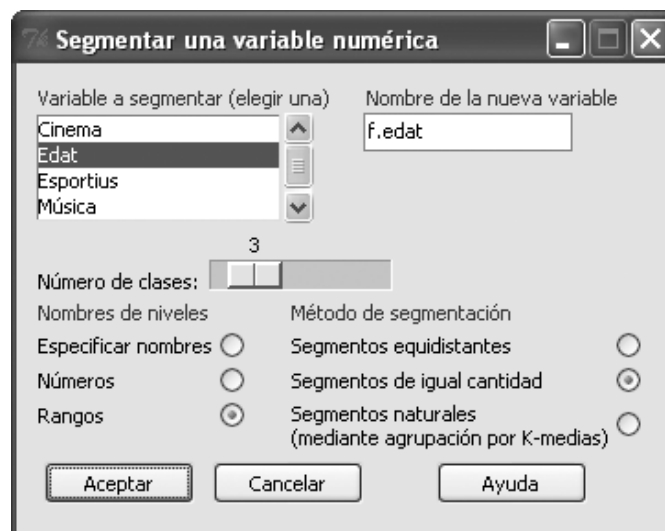 Segmentar una variable numérica
Variable a segmentar (elegir una)
Cinema
Edat
Esportius
Música
Nombre de la nueva variable
f.edat
3
Número de clases:
Nombres de niveles
Especificar nombres
Números
Rangos
Método de segmentación
Segmentos equidistantes
Segmentos de igual cantidad
Segmentos naturales
(mediante agrupación por K-medias)
Aceptar
Cancelar
Ayuda